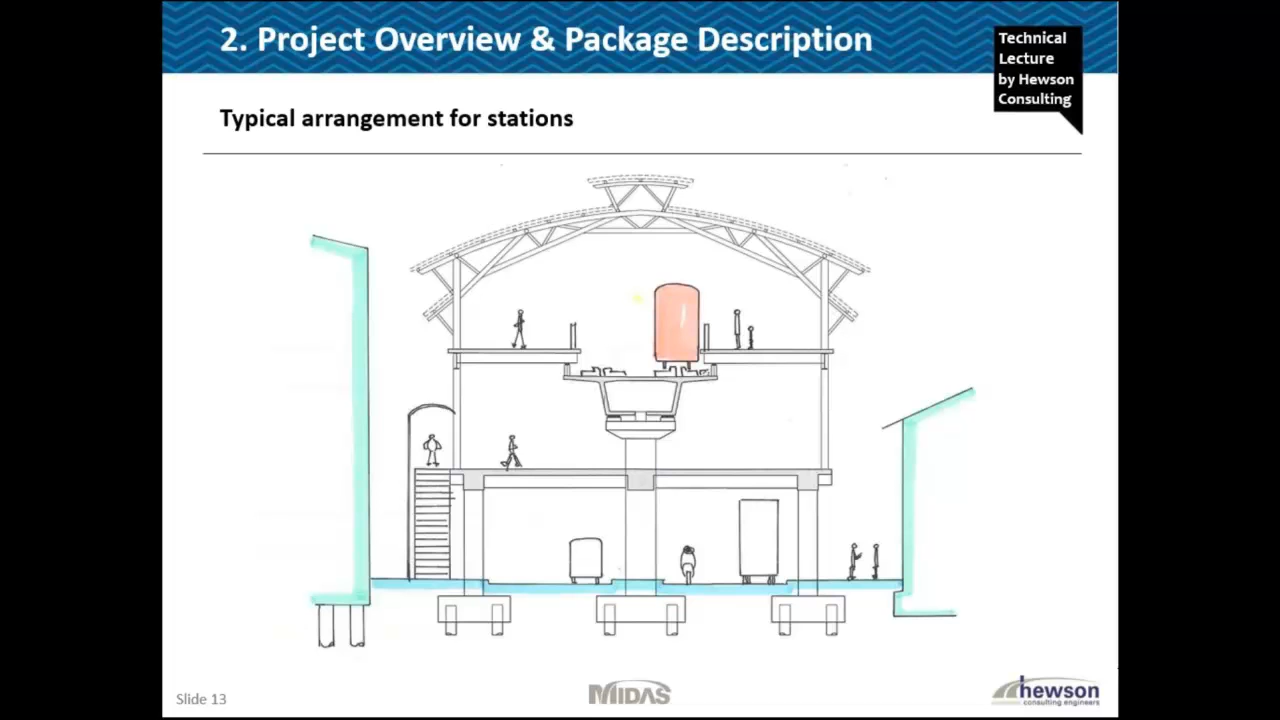 2. Project Overview & Package Description
Technical
Lecture
by Hewson
Consulting
Typical arrangement for stations
Slide 13
MIDAS
hewson
consulting engineers